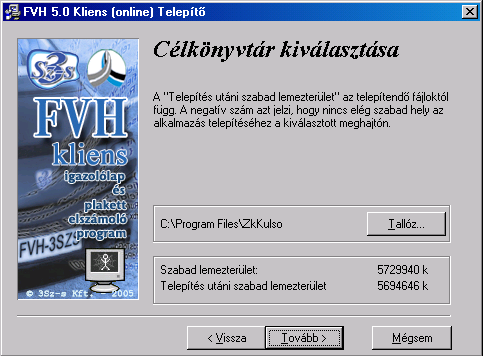 FVH 5.0 Kliens (online) Telepítő
Célkönyvtár kiválasztása
3Sz-s
FVH
kliens
igazolólap
és
plakett
elszámoló
program
FVH-3SZS
© 3Sz-s Kft. 2005
A "Telepítés utáni szabad lemezterület" az telepítendő fájloktól
függ. A negatív szám azt jelzi, hogy nincs elég szabad hely az
alkalmazás telepítéséhez a kiválasztott meghajtón.
C:\Program Files\ZkKulso
Tallóz...
Szabad lemezterület: 5729940 k
Telepítés utáni szabad lemezterület 5694646 k
< Vissza
Tovább >
Mégsem